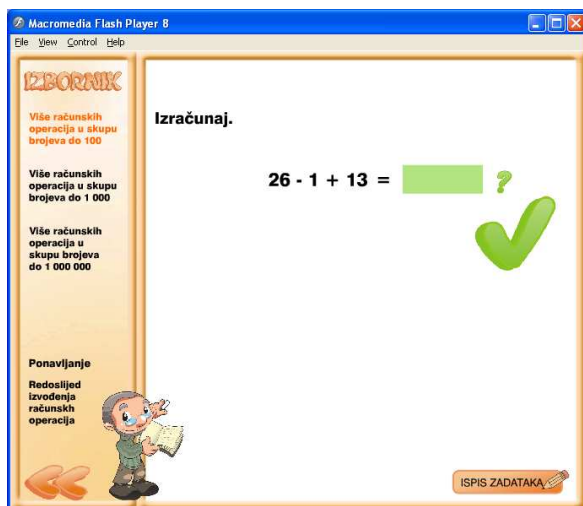 Macromedia Flash Player 8
File View Control Help
IZBORNIK
Više računskih
operacija u skupu
brojeva do 100
Više računskih
operacija u skupu
brojeva do 1 000
Više računskih
operacija u
skupu brojeva
do 1 000 000
Ponavljanje
Redoslijed
izvođenja
računskh
operacija
Izračunaj.
26 - 1 + 13 = ?
ISPIS ZADATAKA